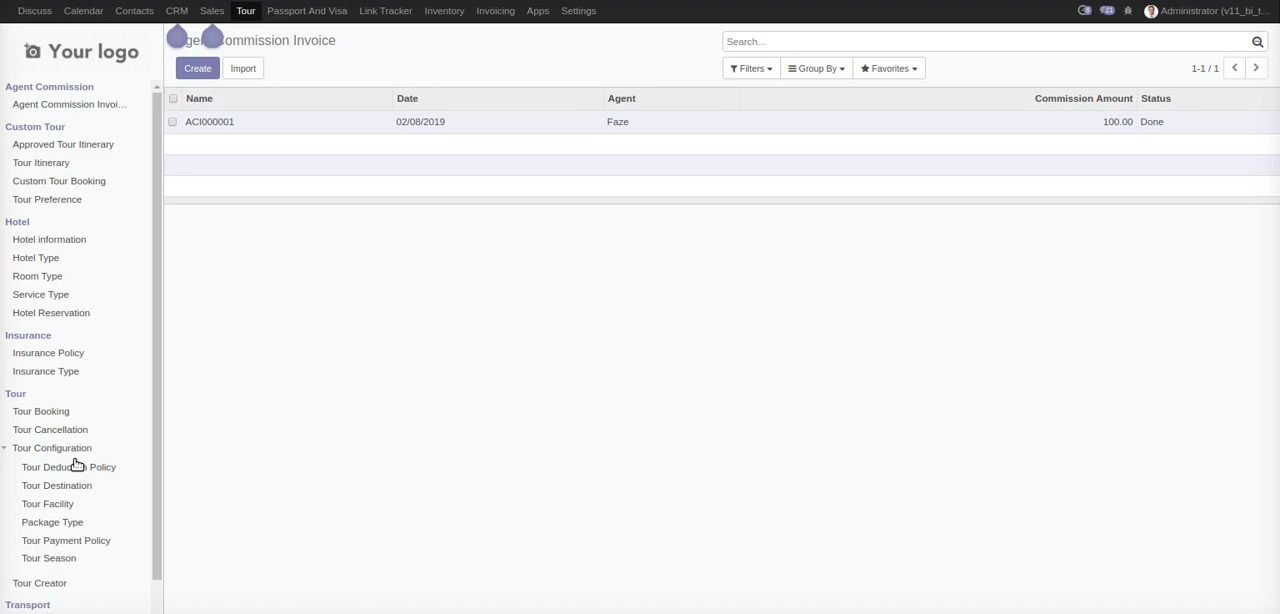 Discuss Calendar Contacts CRM Sales Tour Passport And Visa Link Tracker Inventory Invoicing Apps Settings 21 Administrator (v11_bi_t...
Your logo
Commission Invoice
Search...
Create Import
Filters Group By Favorites 1-1 / 1
Agent Commission
Agent Commission Invoi...
Custom Tour
Approved Tour Itinerary
Tour Itinerary
Custom Tour Booking
Tour Preference
Hotel
Hotel information
Hotel Type
Room Type
Service Type
Hotel Reservation
Insurance
Insurance Policy
Insurance Type
Tour
Tour Booking
Tour Cancellation
Tour Configuration
Tour Deduction Policy
Tour Destination
Tour Facility
Package Type
Tour Payment Policy
Tour Season
Tour Creator
Transport
Name Date Agent Commission Amount Status
ACI000001 02/08/2019 Faze 100.00 Done